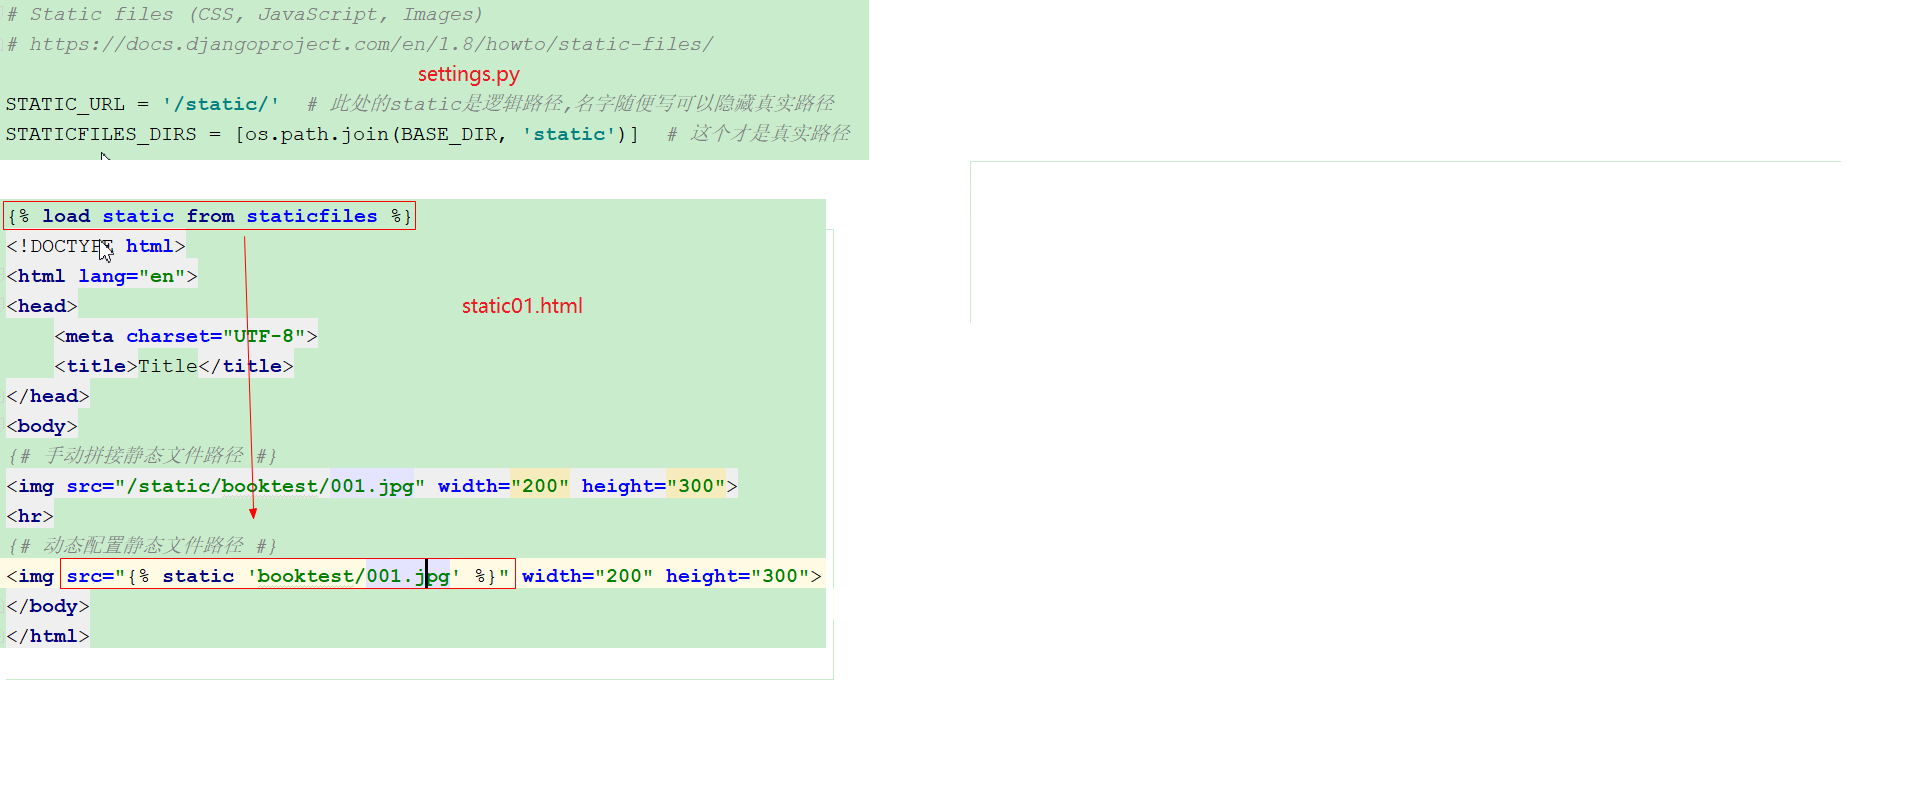 # Static files (CSS, JavaScript, Images)
# https://docs.djangoproject.com/en/1.8/howto/static-files/
settings.py
STATIC_URL = '/static/'  # 此处的static是逻辑路径,名字随便写可以隐藏真实路径
STATICFILES_DIRS = [os.path.join(BASE_DIR, 'static')]  # 这个才是真实路径
{% load static from staticfiles %}
<!DOCTYPE html>
<html lang="en">
<head>
static01.html
    <meta charset="UTF-8">
    <title>Title</title>
</head>
<body>
{# 手动拼接静态文件路径 #}
<img src="/static/booktest/001.jpg" width="200" height="300">
<hr>
{# 动态配置静态文件路径 #}
<img src="{% static 'booktest/001.jpg' %}" width="200" height="300">
</body>
</html>